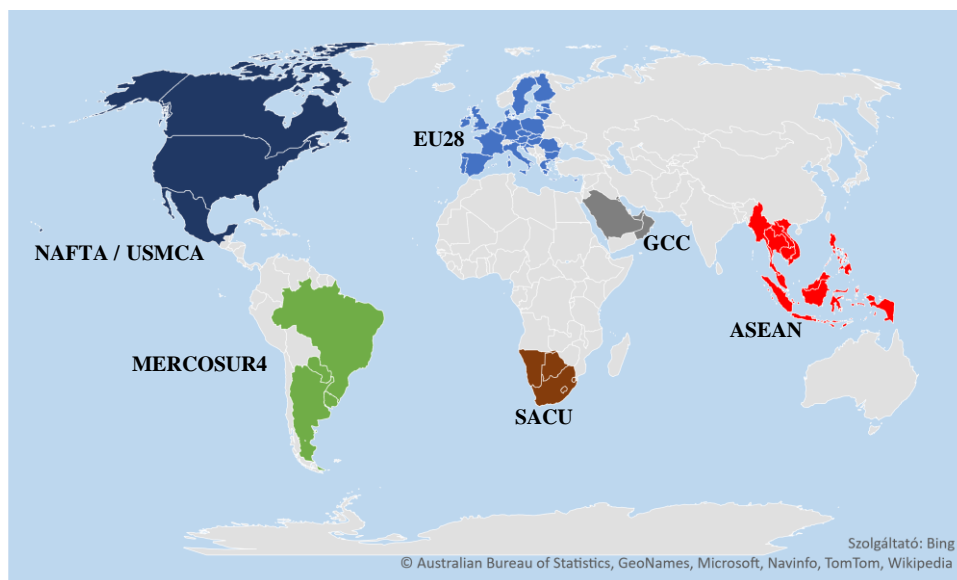 EU28
NAFTA / USMCA
GCC
ASEAN
MERCOSUR4
SACU
Szolgáltató: Bing
© Australian Bureau of Statistics, GeoNames, Microsoft, Navinfo, TomTom, Wikipedia